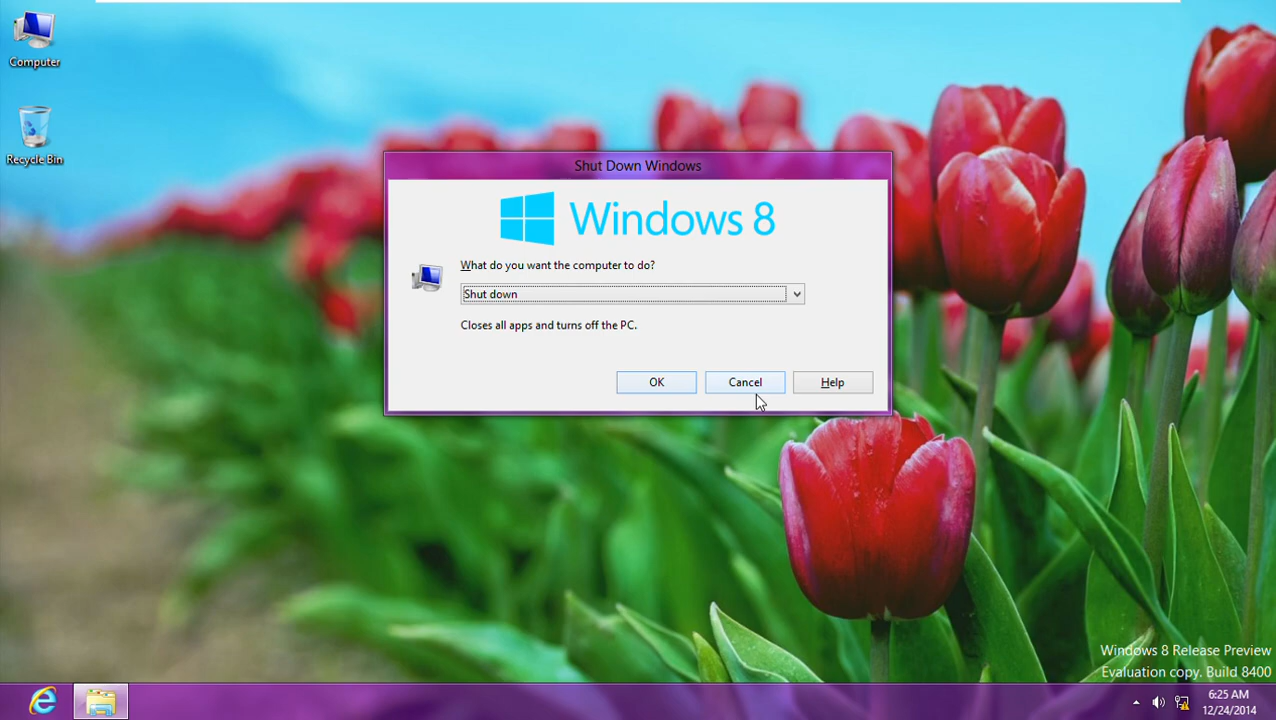 Computer
Recycle Bin
Shut Down Windows
Windows 8
What do you want the computer to do?
Shut down
Closes all apps and turns off the PC.
OK
Cancel
Help
Windows 8 Release Preview
Evaluation copy. Build 8400
6:25 AM
12/24/2014